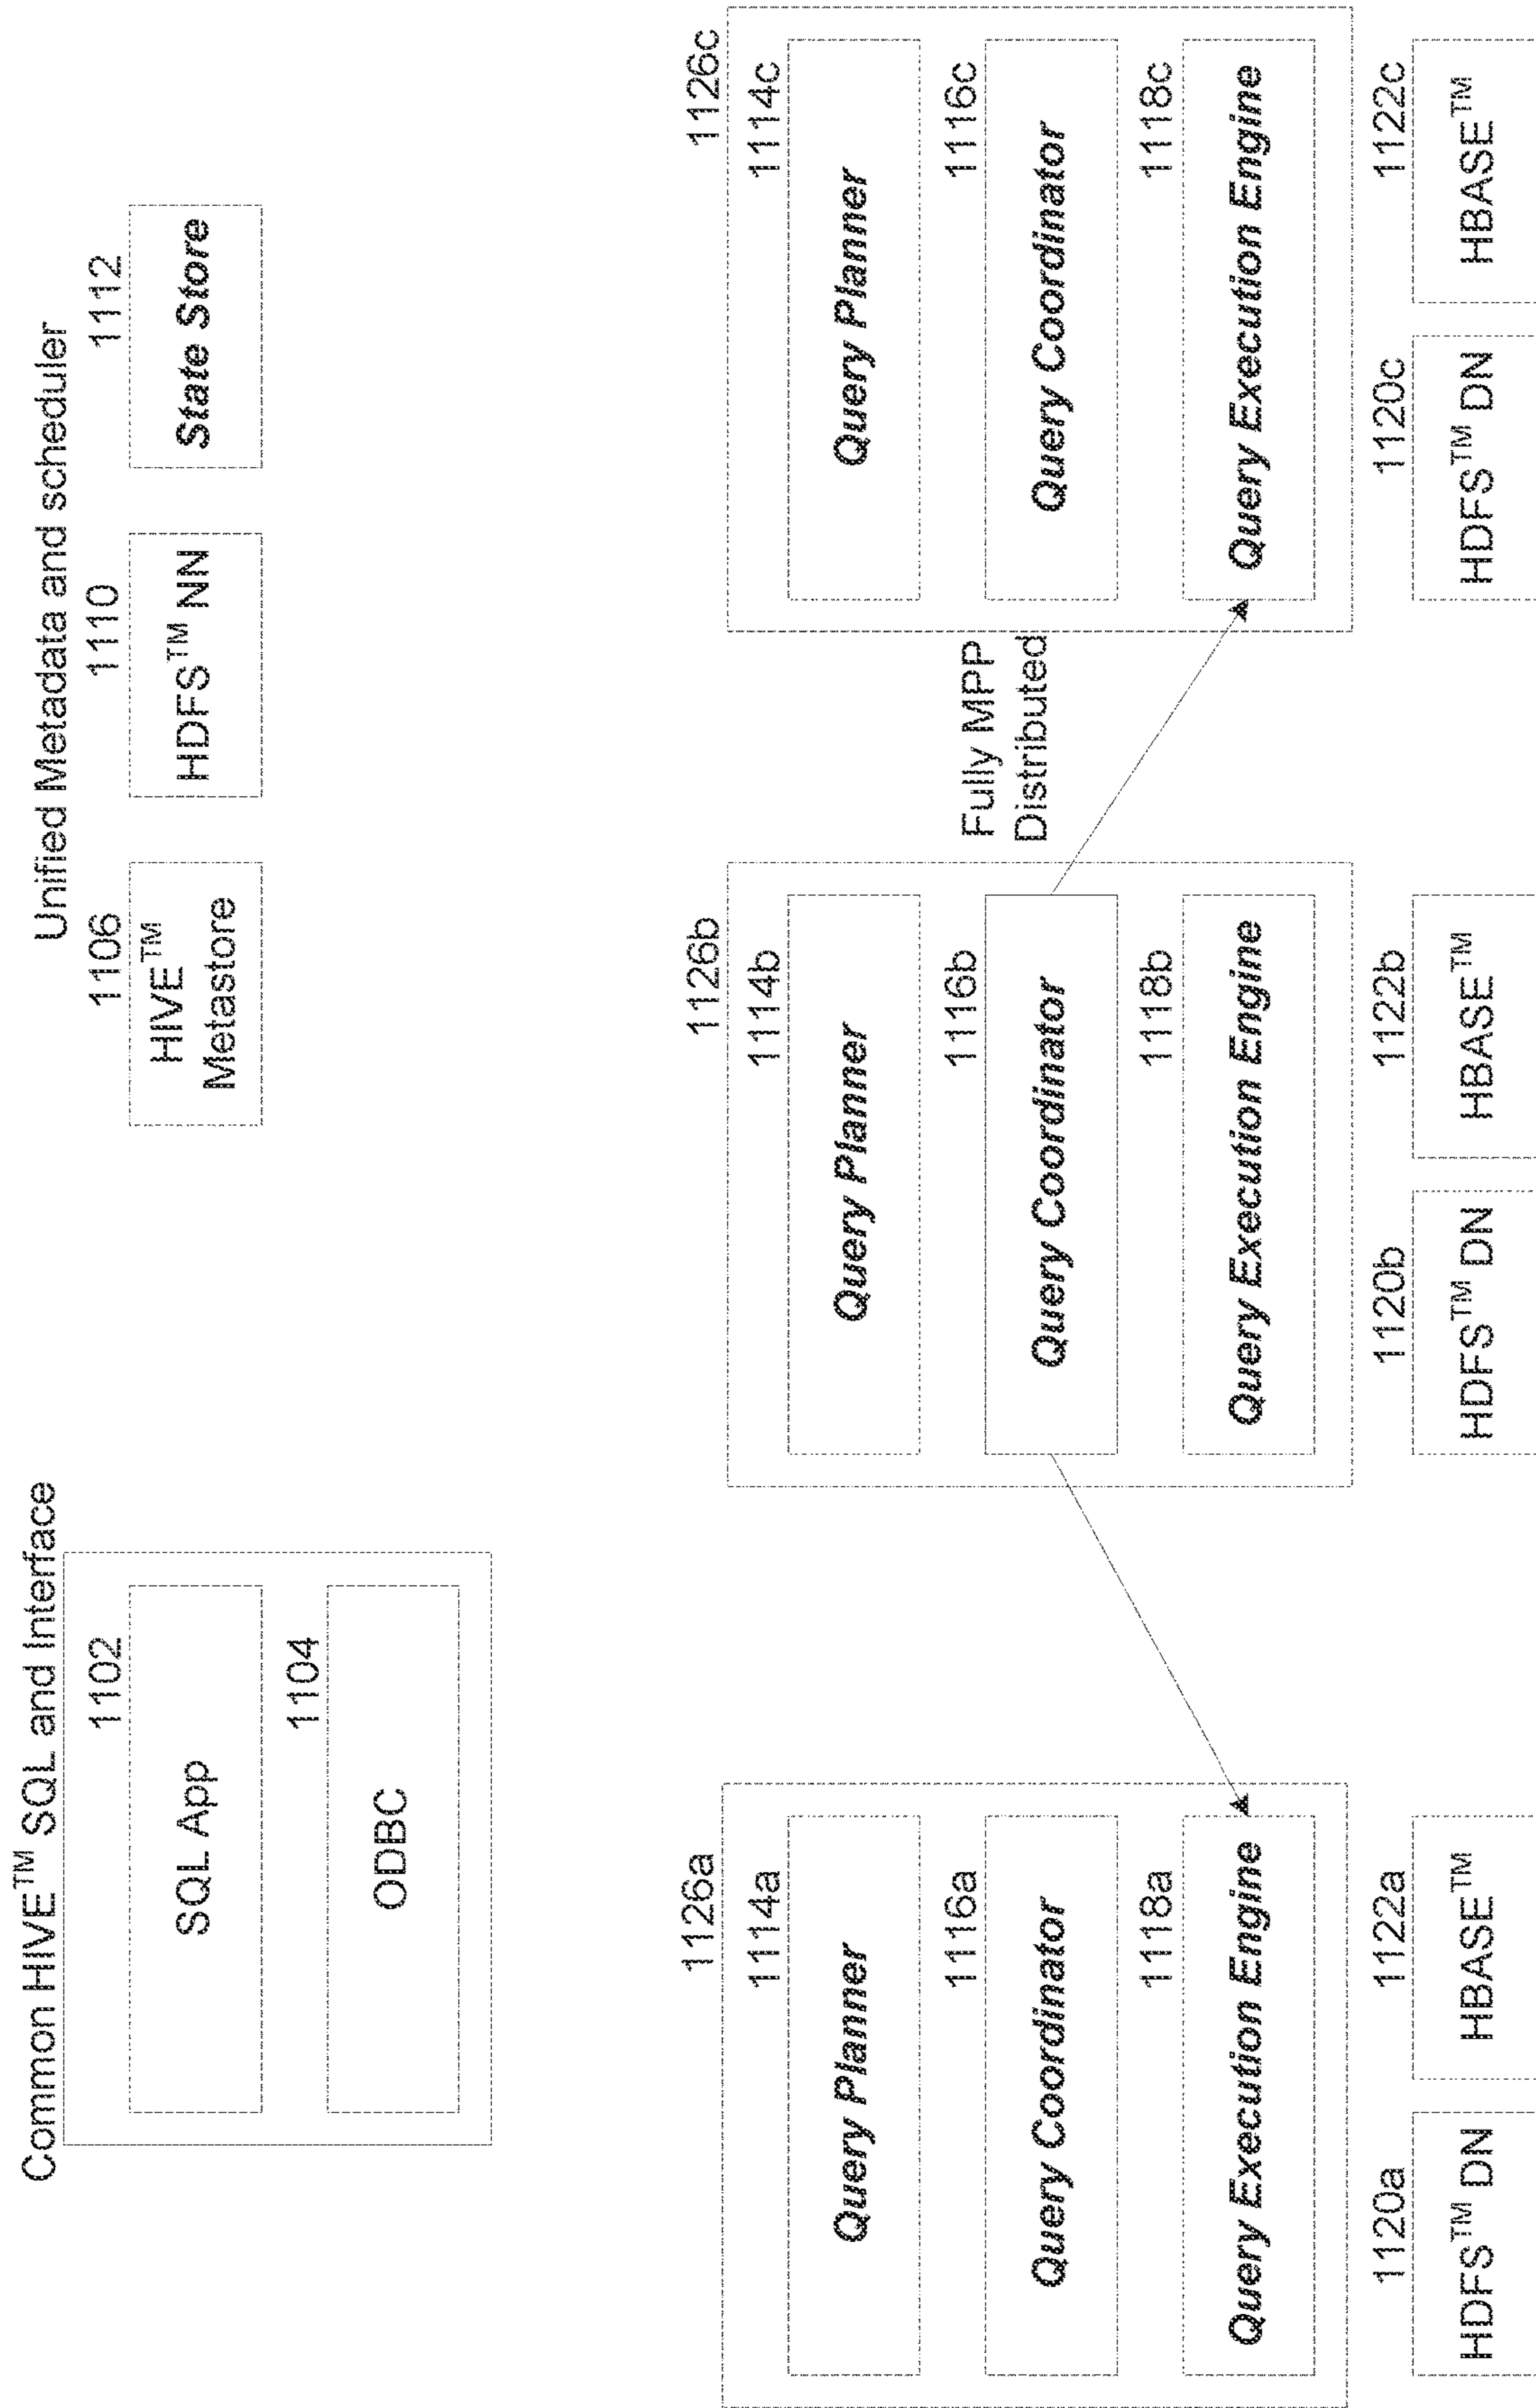 Common HIVE™ SQL and Interface
1102
SQL App
1104
ODBC
Unified Metadata and scheduler
1106
HIVE™
Metastore
1110
HDFS™ NN
1112
State Store
1126a
1114a
Query Planner
1116a
Query Coordinator
1118a
Query Execution Engine
1120a
HDFS™ DN
1122a
HBASE™
1126b
1114b
Query Planner
1116b
Query Coordinator
1118b
Query Execution Engine
1120b
HDFS™ DN
1122b
HBASE™
Fully MPP
Distributed
1126c
1114c
Query Planner
1116c
Query Coordinator
1118c
Query Execution Engine
1120c
HDFS™ DN
1122c
HBASE™